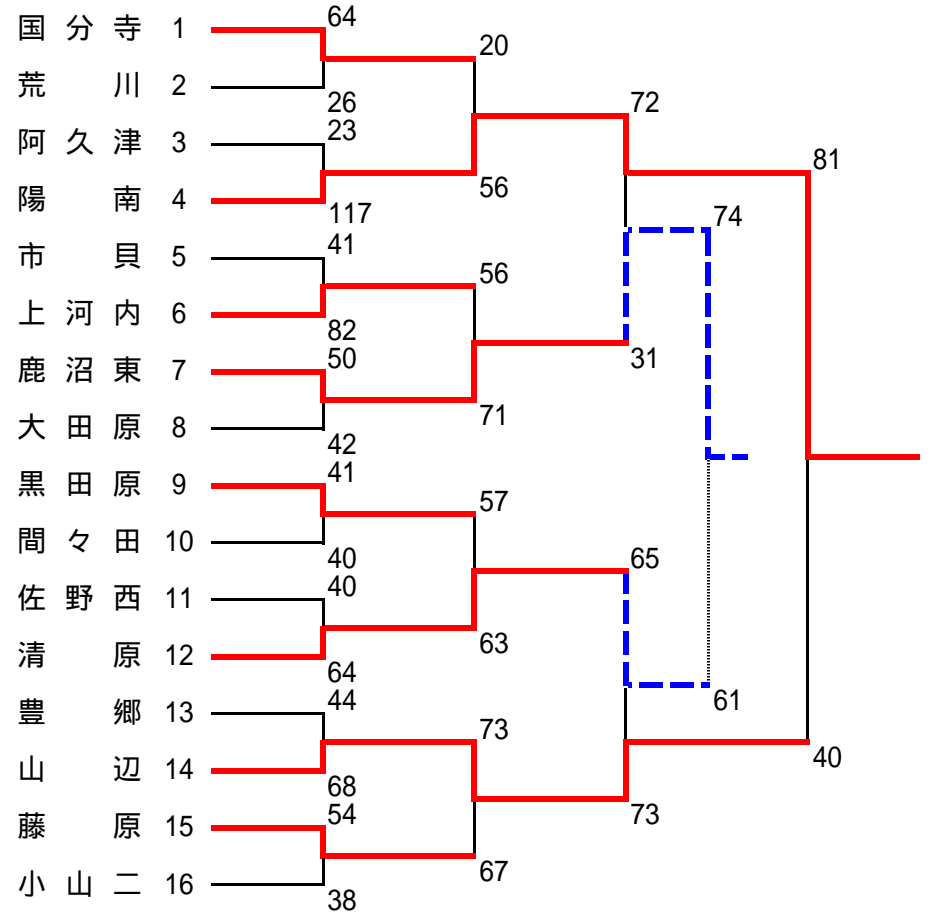 64
国分寺 1
20
荒川 2
26
72
23
阿久津 3
81
56
陽南 4
117
74
41
市貝 5
56
上河内 6
82
31
50
鹿沼東 7
71
大田原 8
42
41
黒田原 9
57
間々田 10
40
65
40
佐野西 11
63
清原 12
64
61
44
豊郷 13
73
40
山辺 14
68
54
73
藤原 15
67
小山二 16
38